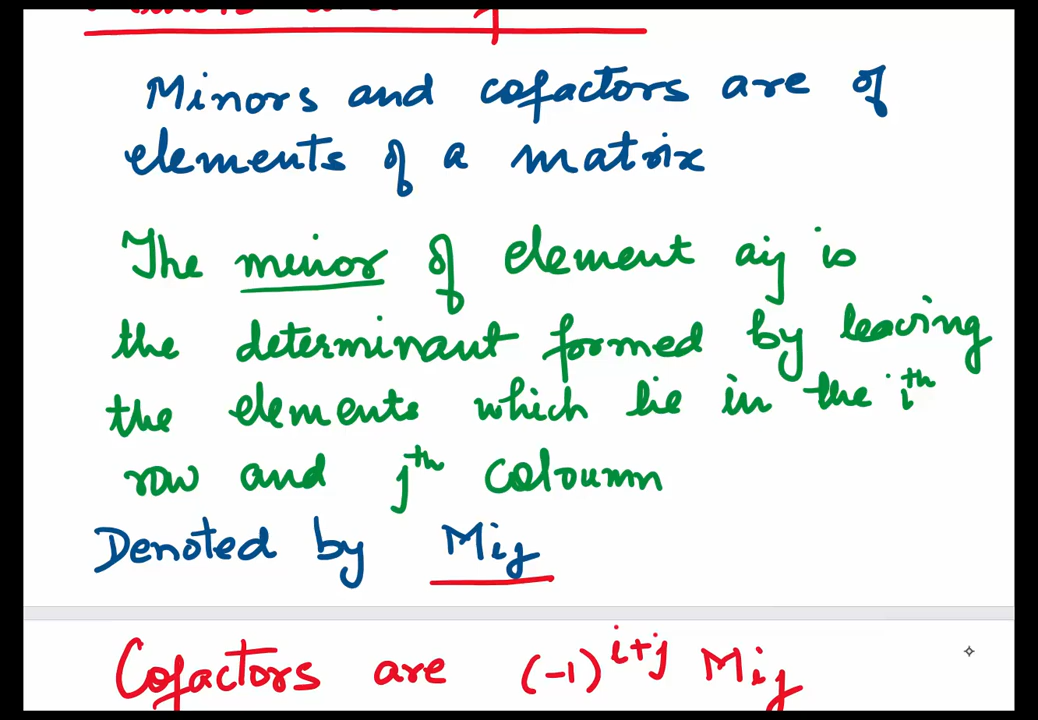 Minors and cofactors are of
elements of a matrix
The minor of element aij is
the determinant formed by leaving
the elements which lie in the ith
row and jth coloumn
Denoted by Mij
Cofactors are (-1)^i+j Mij